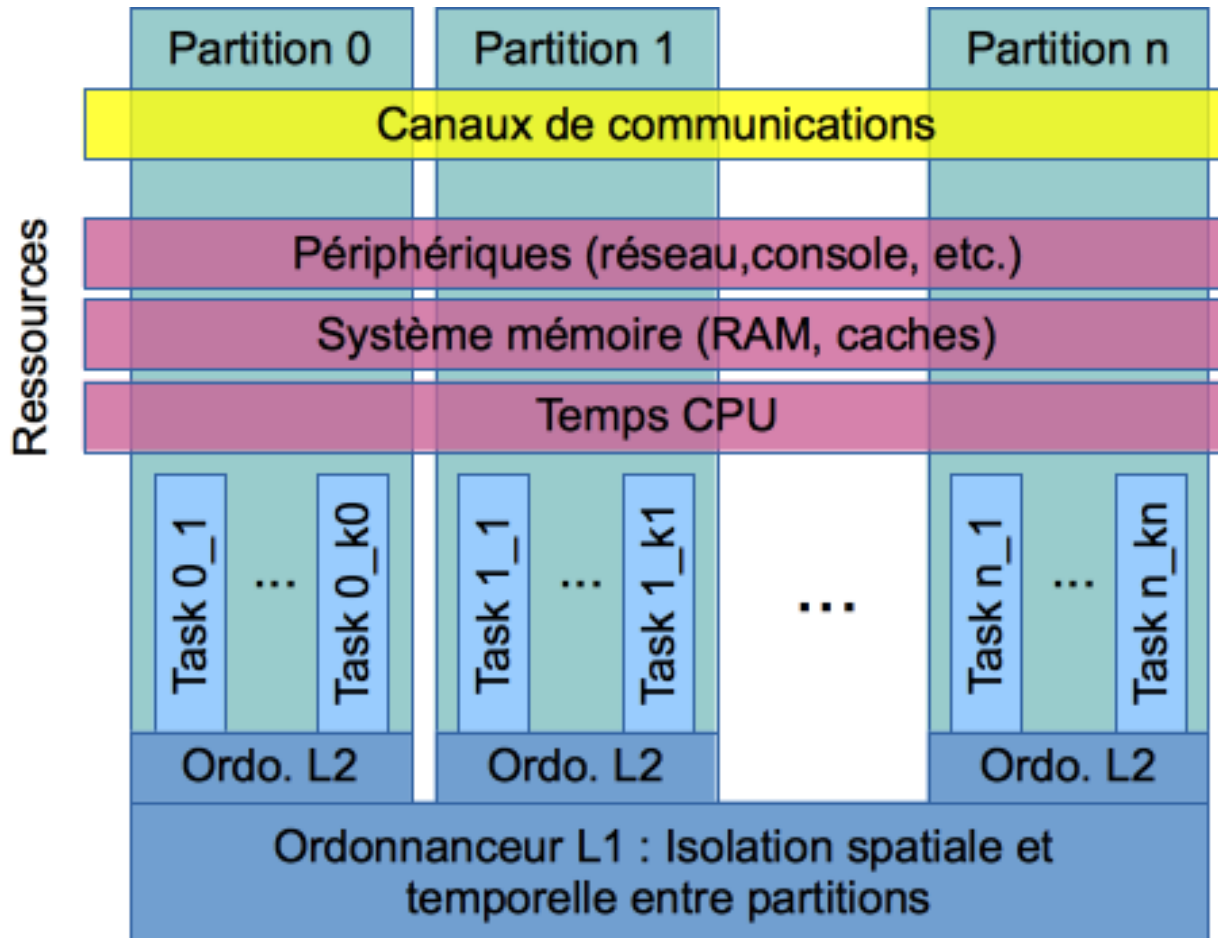 Partition 0
Partition 1
Partition n
Canaux de communications
Ressources
Périphériques (réseau,console, etc.)
Système mémoire (RAM, caches)
Temps CPU
Task 0_1
...
Task 0_k0
Task 1_1
...
Task 1_k1
...
Task n_1
...
Task n_kn
Ordo. L2
Ordo. L2
Ordo. L2
Ordonnanceur L1 : Isolation spatiale et
temporelle entre partitions